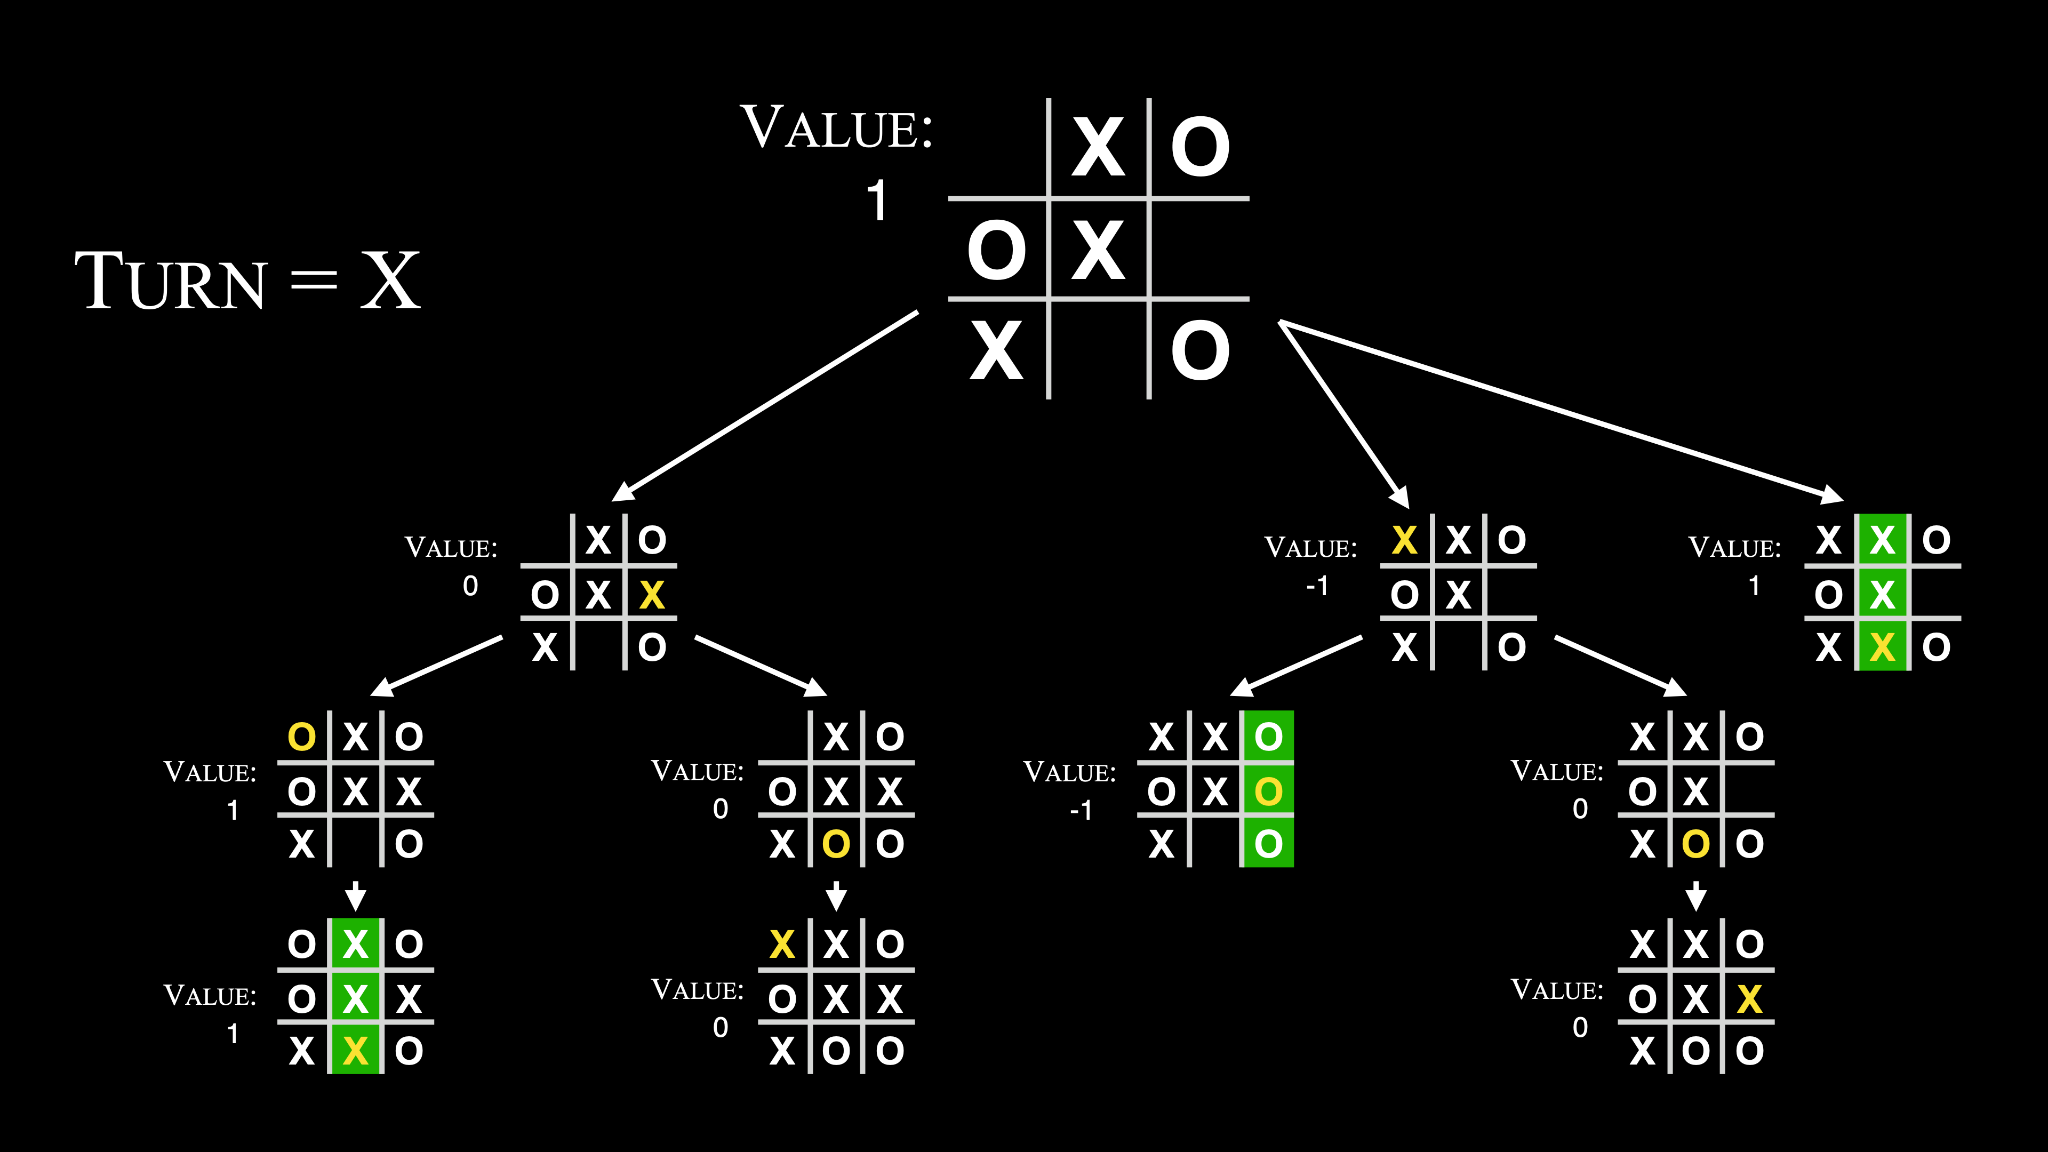 VALUE:
1
X O
O X
X O
TURN = X
VALUE:
0
X O
O X X
X O
VALUE:
-1
X X O
O X
X O
VALUE:
1
X X O
O X
X X O
VALUE:
1
O X O
O X X
X O
VALUE:
0
X O
O X X
X O O
VALUE:
-1
X X O
O X O
X O
VALUE:
0
X X O
O X
X O O
VALUE:
1
O X O
O X X
X X O
VALUE:
0
X X O
O X X
X O O
VALUE:
0
X X O
O X X
X O O